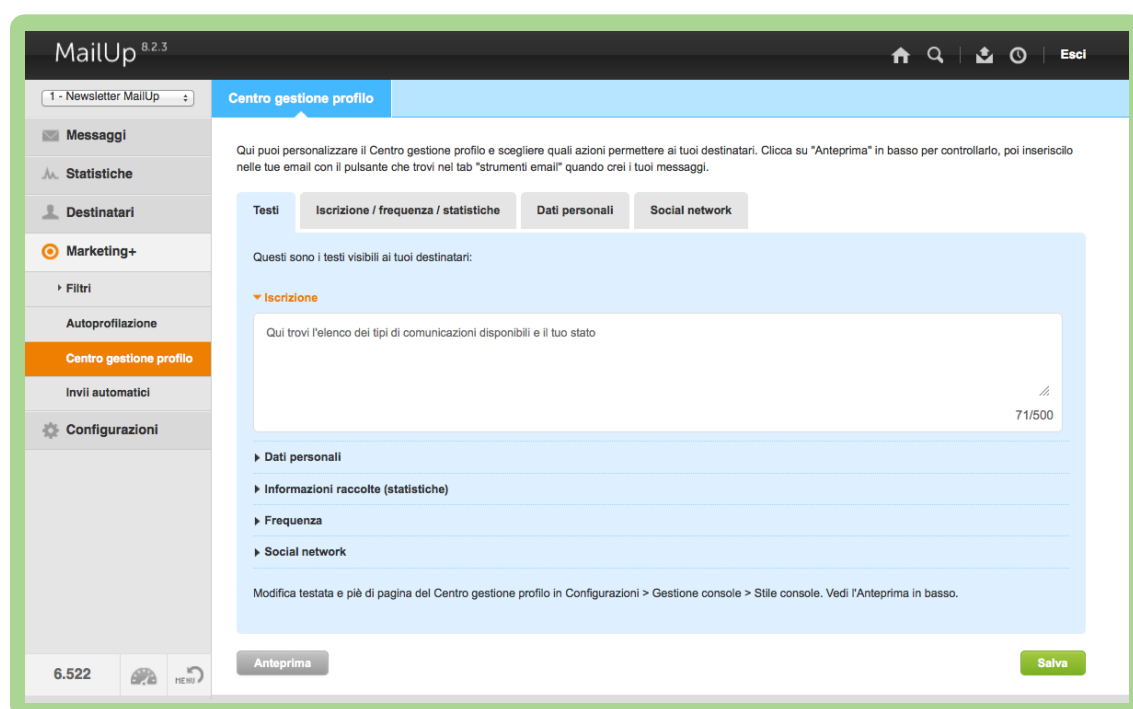 MailUp 8.2.3
Esci
1 - Newsletter MailUp
Centro gestione profilo
Messaggi
Statistiche
Destinatari
Marketing+
Filtri
Autoprofilazione
Centro gestione profilo
Invii automatici
Configurazioni
6.522
MENU
Qui puoi personalizzare il Centro gestione profilo e scegliere quali azioni permettere ai tuoi destinatari. Clicca su "Anteprima" in basso per controllarlo, poi inseriscilo
nelle tue email con il pulsante che trovi nel tab "strumenti email" quando crei i tuoi messaggi.
Testi
Iscrizione / frequenza / statistiche
Dati personali
Social network
Questi sono i testi visibili ai tuoi destinatari:
Iscrizione
Qui trovi l'elenco dei tipi di comunicazioni disponibili e il tuo stato
71/500
Dati personali
Informazioni raccolte (statistiche)
Frequenza
Social network
Modifica testata e piè di pagina del Centro gestione profilo in Configurazioni > Gestione console > Stile console. Vedi l'Anteprima in basso.
Anteprima
Salva